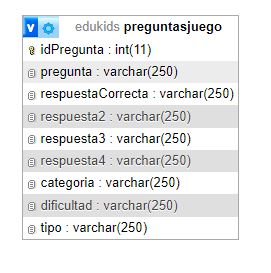 v edukids preguntasjuego
idPregunta : int(11)
pregunta : varchar(250)
respuestaCorrecta : varchar(250)
respuesta2 : varchar(250)
respuesta3 : varchar(250)
respuesta4 : varchar(250)
categoria : varchar(250)
dificultad : varchar(250)
tipo : varchar(250)